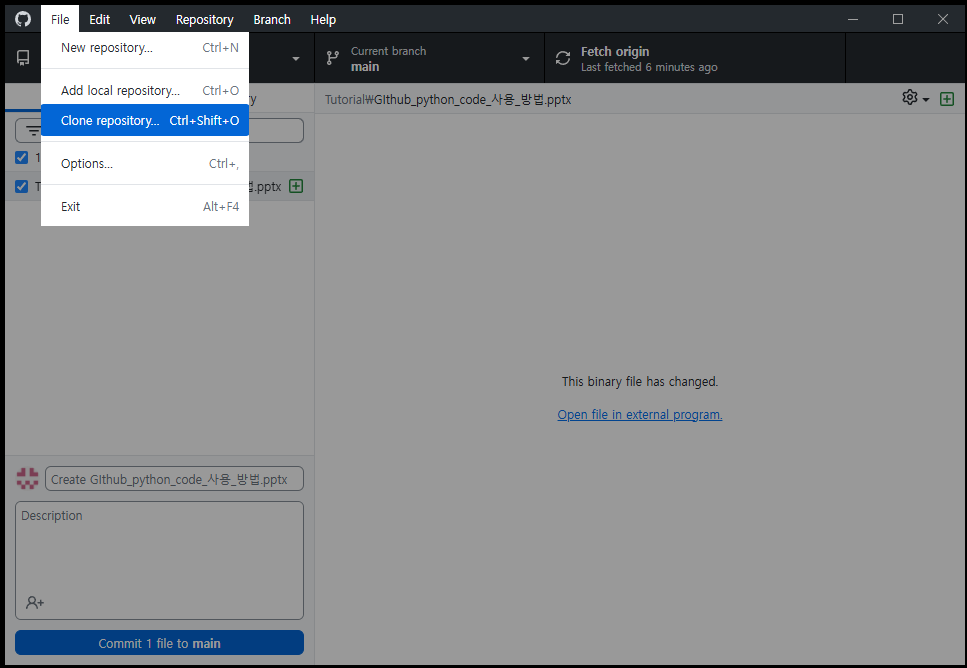 File Edit View Repository Branch Help
New repository... Ctrl+N
Add local repository... Ctrl+O
Clone repository... Ctrl+Shift+O
Options... Ctrl+,
Exit Alt+F4
Current branch
main
Fetch origin
Last fetched 6 minutes ago
Tutorial₩GIthub_python_code_사용_방법.pptx
.pptx
This binary file has changed.
Open file in external program.
Create GIthub_python_code_사용_방법.pptx
Description
Commit 1 file to main